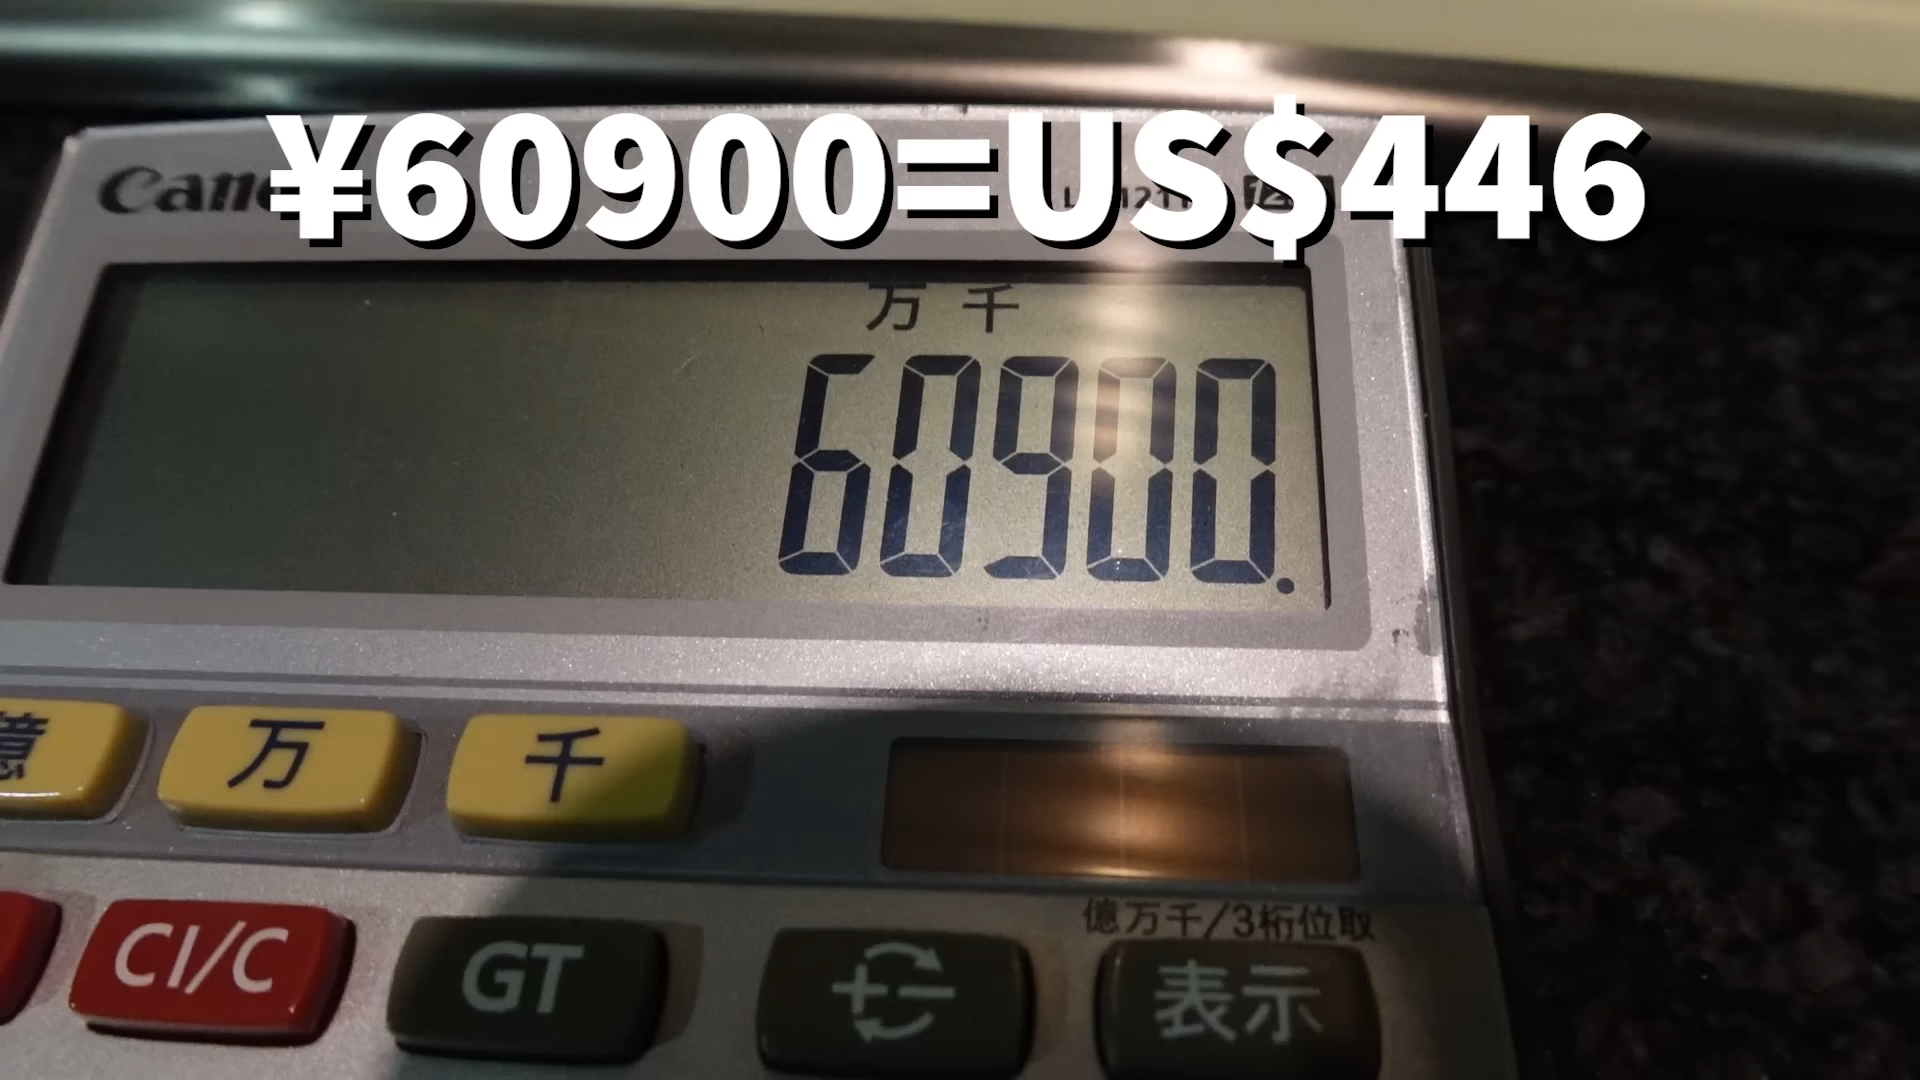 ¥60900=US$446
Canon
万 千
60900.
億 万 千
億万千/3桁位取
CI/C GT +− 表示